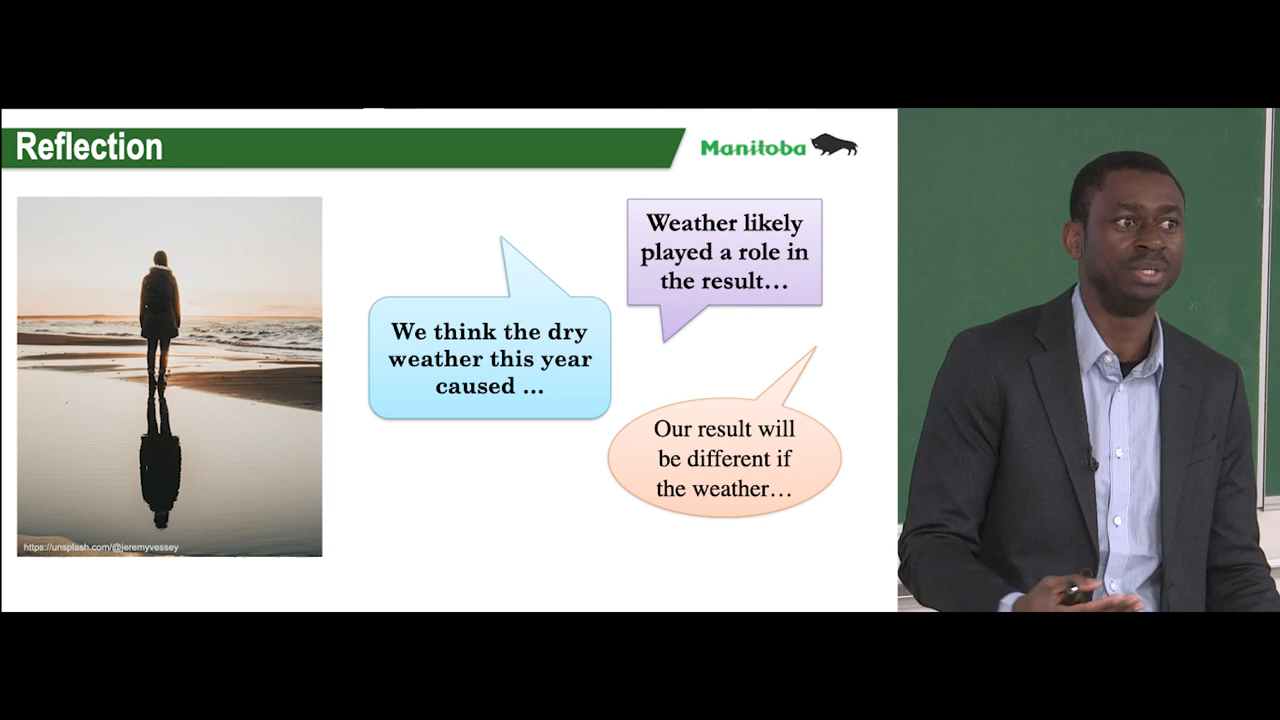 Reflection
Manitoba
Weather likely
played a role in
the result...
We think the dry
weather this year
caused ...
Our result will
be different if
the weather...
https://unsplash.com/@jeremyvessey